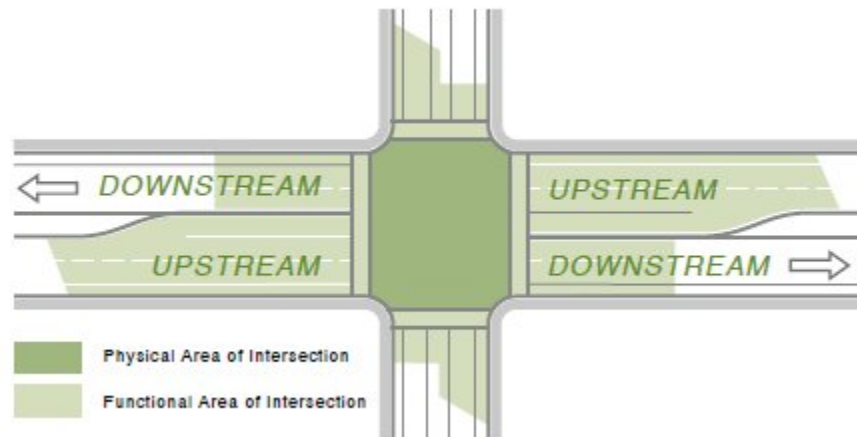 DOWNSTREAM
UPSTREAM
UPSTREAM
DOWNSTREAM
Physical Area of Intersection
Functional Area of Intersection